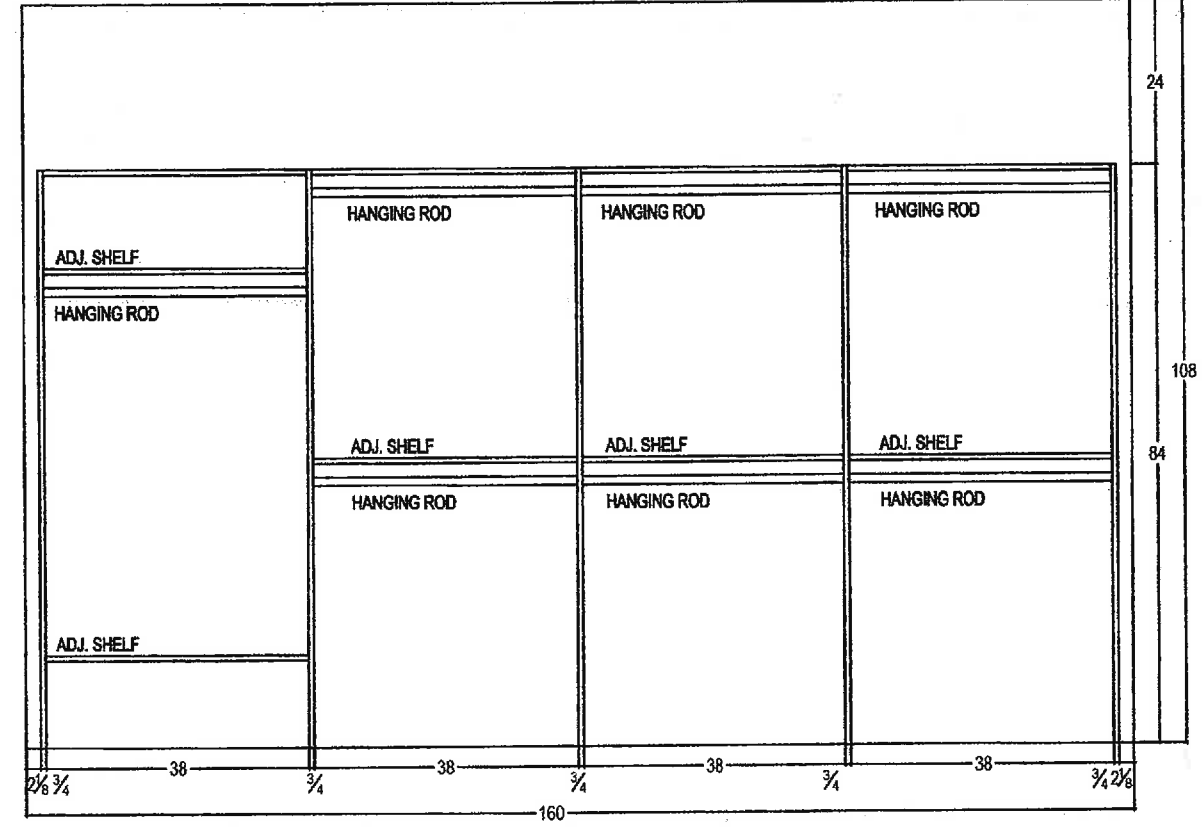 24
HANGING ROD HANGING ROD HANGING ROD
ADJ. SHELF
HANGING ROD
108
ADJ. SHELF ADJ. SHELF ADJ. SHELF
84
HANGING ROD HANGING ROD HANGING ROD
ADJ. SHELF
38 38 38 38
2⅛ ¾ ¾ ¾ ¾ ¾ 2⅛
160